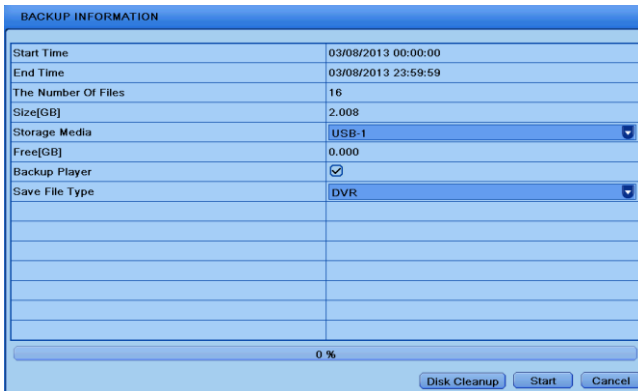 BACKUP INFORMATION
Start Time 03/08/2013 00:00:00
End Time 03/08/2013 23:59:59
The Number Of Files 16
Size[GB] 2.008
Storage Media USB-1
Free[GB] 0.000
Backup Player
Save File Type DVR
0 %
Disk Cleanup Start Cancel